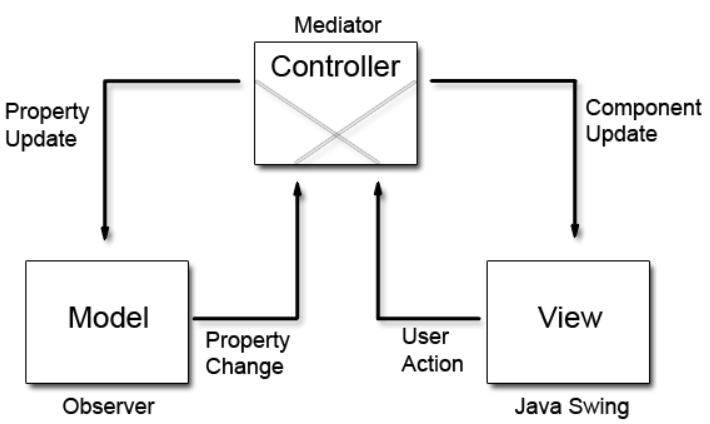 Mediator
Controller
Property
Update
Component
Update
Model
View
Property
Change
User
Action
Observer
Java Swing